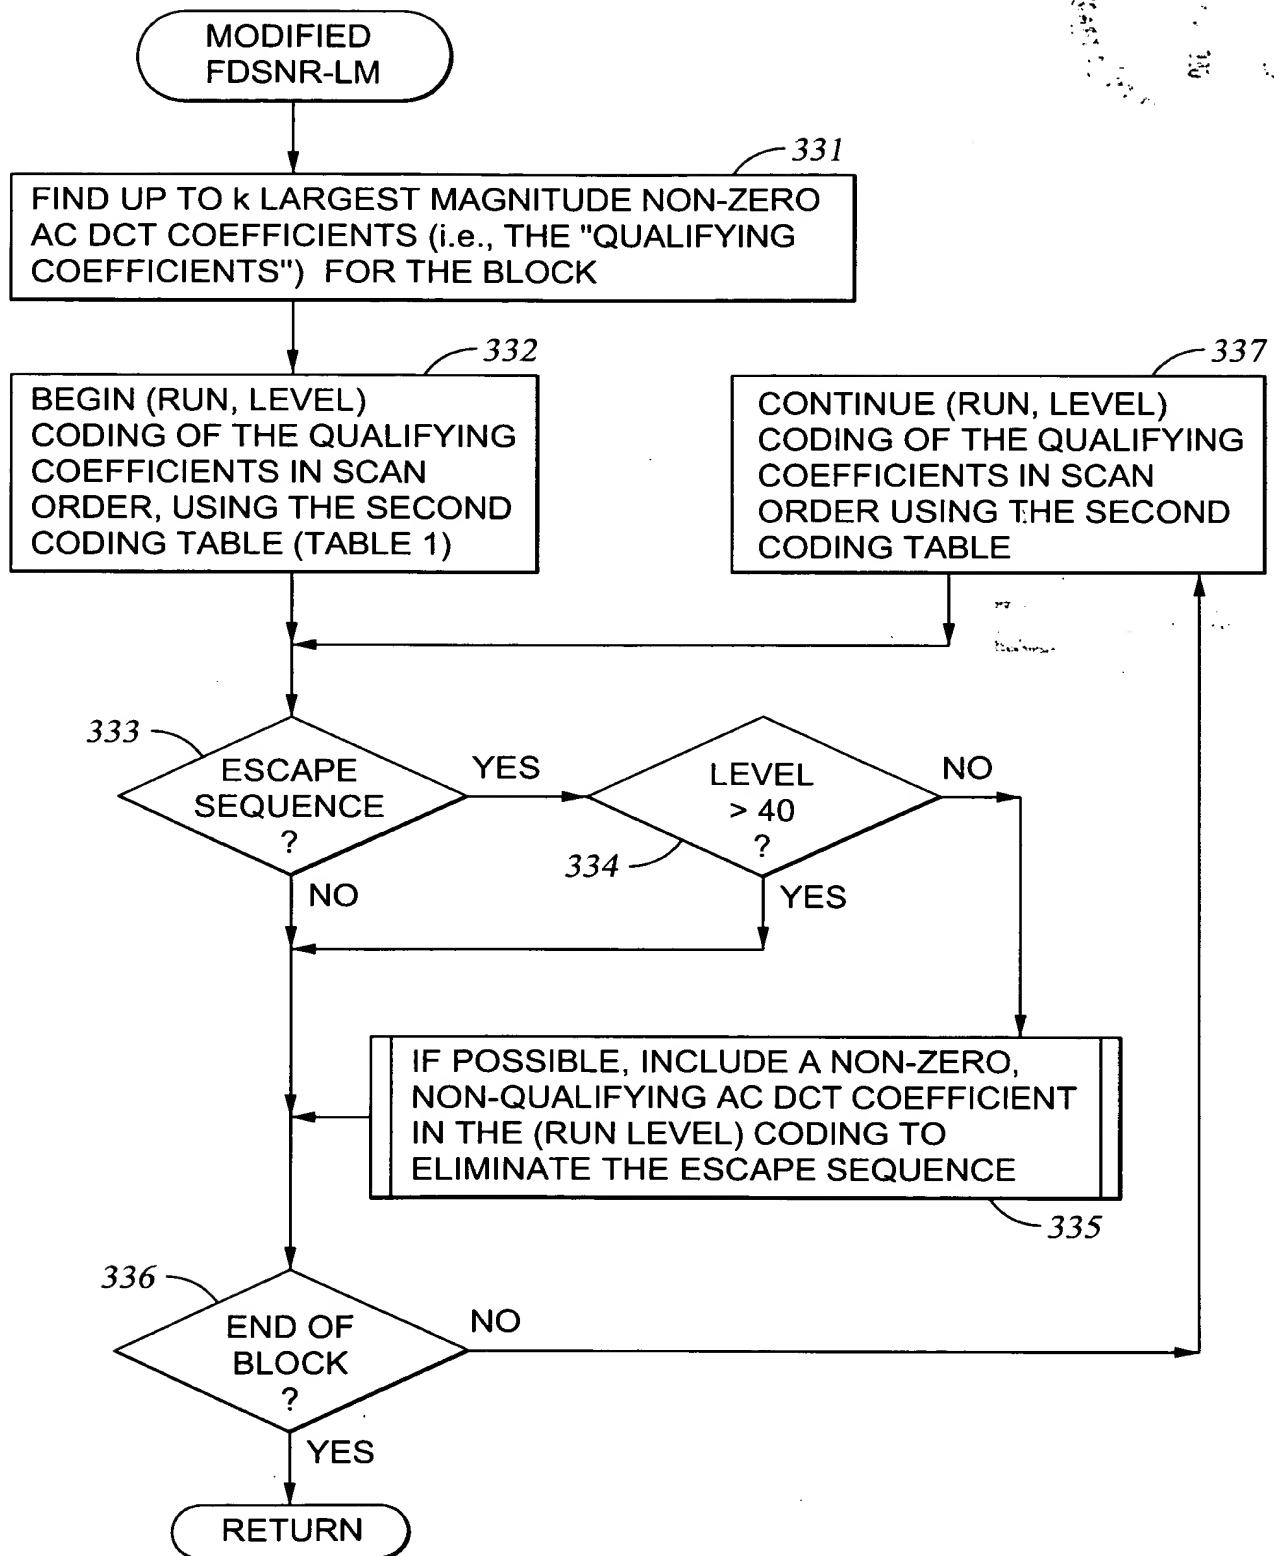 MODIFIED
FDSNR-LM
331
FIND UP TO k LARGEST MAGNITUDE NON-ZERO
AC DCT COEFFICIENTS (i.e., THE "QUALIFYING
COEFFICIENTS") FOR THE BLOCK
332
BEGIN (RUN, LEVEL)
CODING OF THE QUALIFYING
COEFFICIENTS IN SCAN
ORDER, USING THE SECOND
CODING TABLE (TABLE 1)
337
CONTINUE (RUN, LEVEL)
CODING OF THE QUALIFYING
COEFFICIENTS IN SCAN
ORDER USING THE SECOND
CODING TABLE
333
ESCAPE
SEQUENCE
?
YES
NO
334
LEVEL
> 40
?
NO
YES
IF POSSIBLE, INCLUDE A NON-ZERO,
NON-QUALIFYING AC DCT COEFFICIENT
IN THE (RUN LEVEL) CODING TO
ELIMINATE THE ESCAPE SEQUENCE
335
336
END OF
BLOCK
?
NO
YES
RETURN